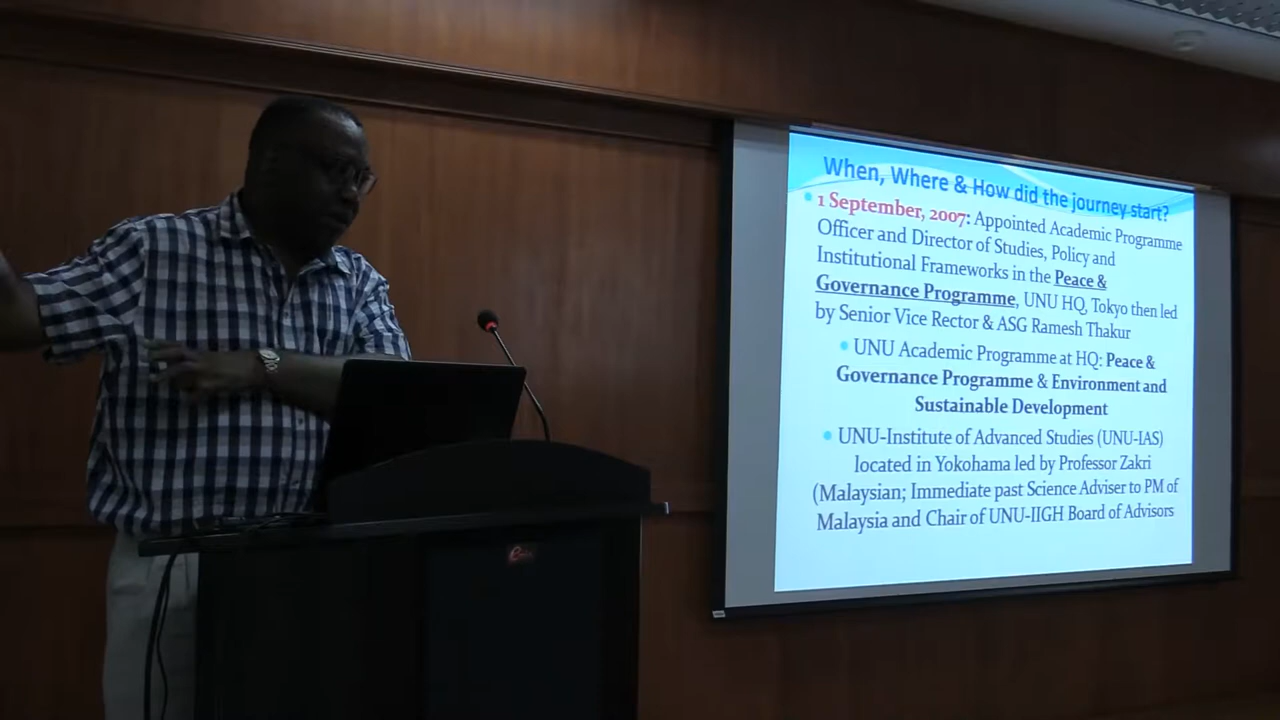 When, Where & How did the journey start?
1 September, 2007: Appointed Academic Programme
Officer and Director of Studies, Policy and
Institutional Frameworks in the Peace &
Governance Programme, UNU HQ, Tokyo then led
by Senior Vice Rector & ASG Ramesh Thakur
UNU Academic Programme at HQ: Peace &
Governance Programme & Environment and
Sustainable Development
UNU-Institute of Advanced Studies (UNU-IAS)
located in Yokohama led by Professor Zakri
(Malaysian; Immediate past Science Adviser to PM of
Malaysia and Chair of UNU-IIGH Board of Advisors